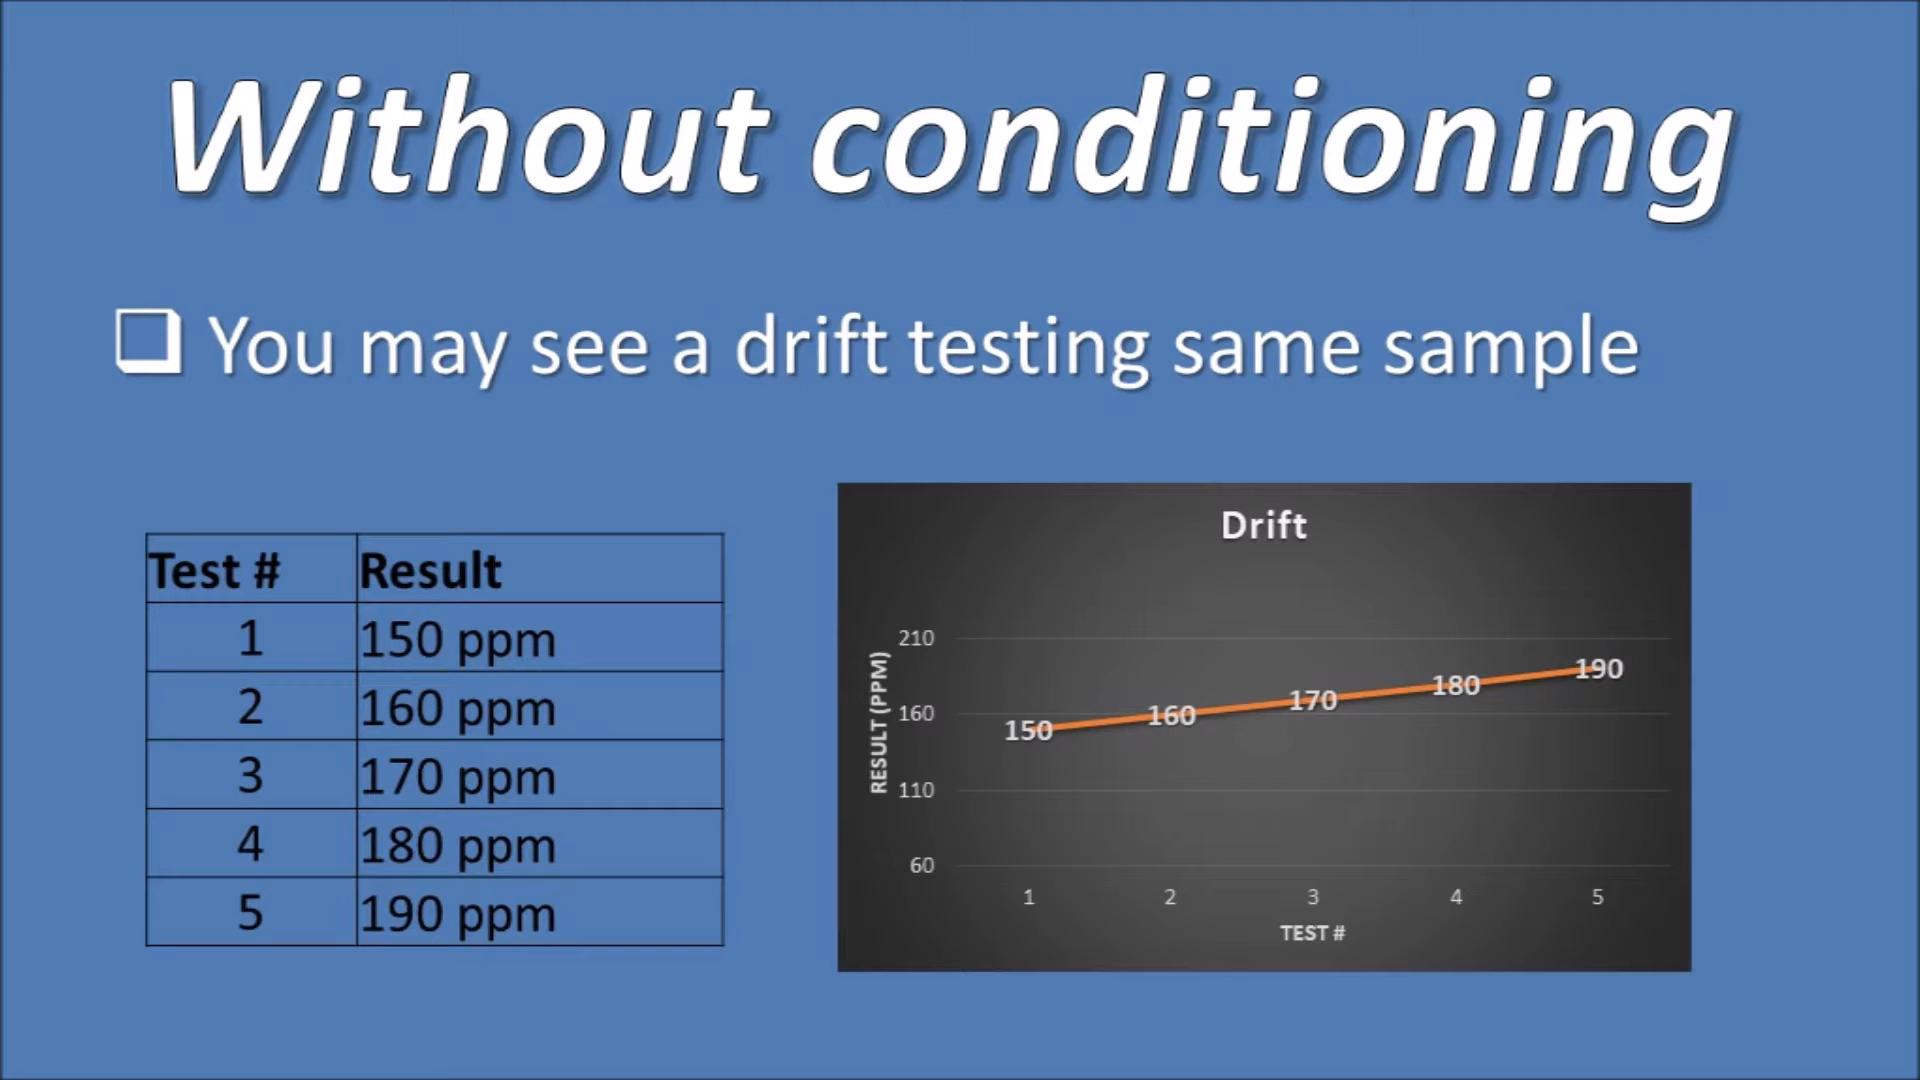 Without conditioning
You may see a drift testing same sample
Test # Result
1 150 ppm
2 160 ppm
3 170 ppm
4 180 ppm
5 190 ppm
Drift
RESULT (PPM)
210
160
110
60
150 160 170 180 190
1 2 3 4 5
TEST #